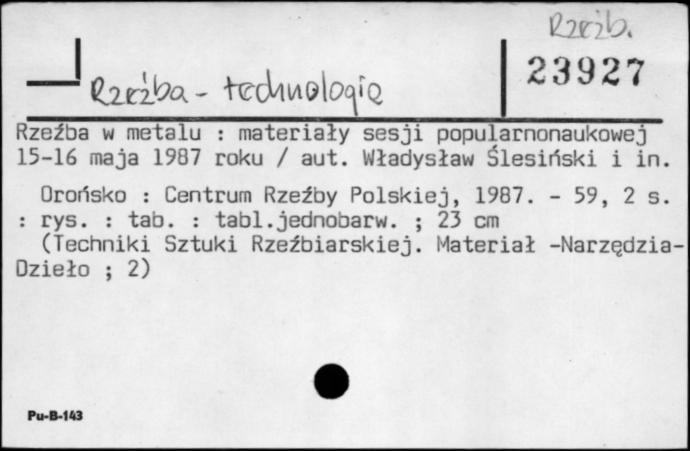 Rzeźb.
23927
Rzeźba - technologie
Rzeźba w metalu : materiały sesji popularnonaukowej
15-16 maja 1987 roku / aut. Władysław Ślesiński i in.
Orońsko : Centrum Rzeźby Polskiej, 1987. - 59, 2 s.
: rys. : tab. : tabl.jednobarw. ; 23 cm
(Techniki Sztuki Rzeźbiarskiej. Materiał -Narzędzia-
Dzieło ; 2)
Pu-B-143